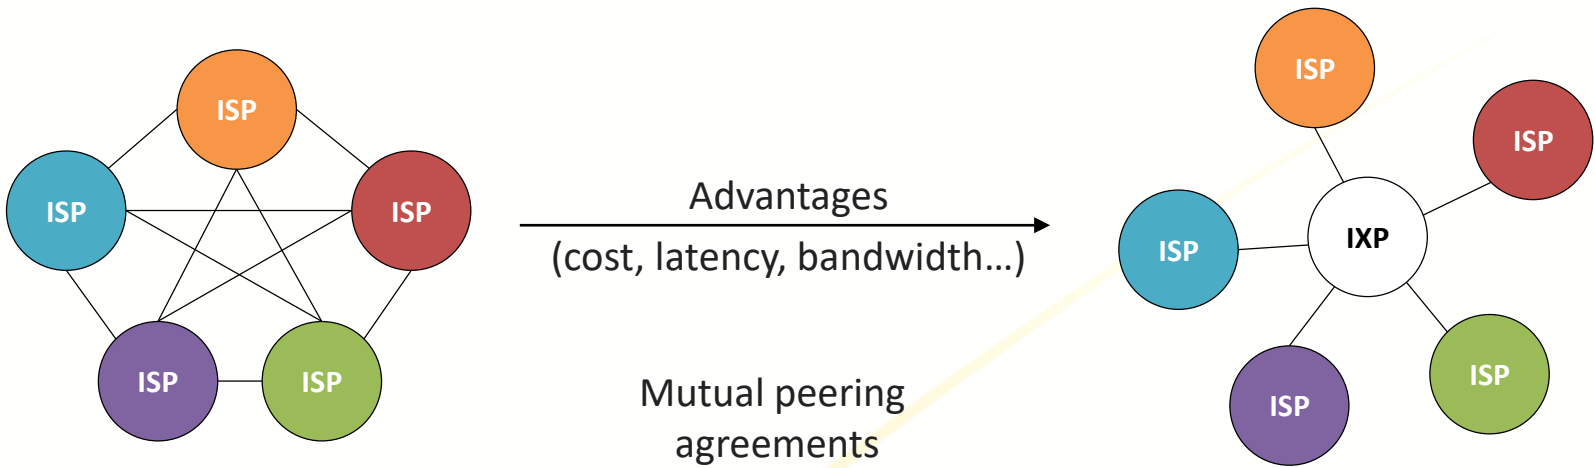 ISP
ISP
ISP
ISP
ISP
Advantages
(cost, latency, bandwidth...)
Mutual peering
agreements
ISP
ISP
ISP
IXP
ISP
ISP